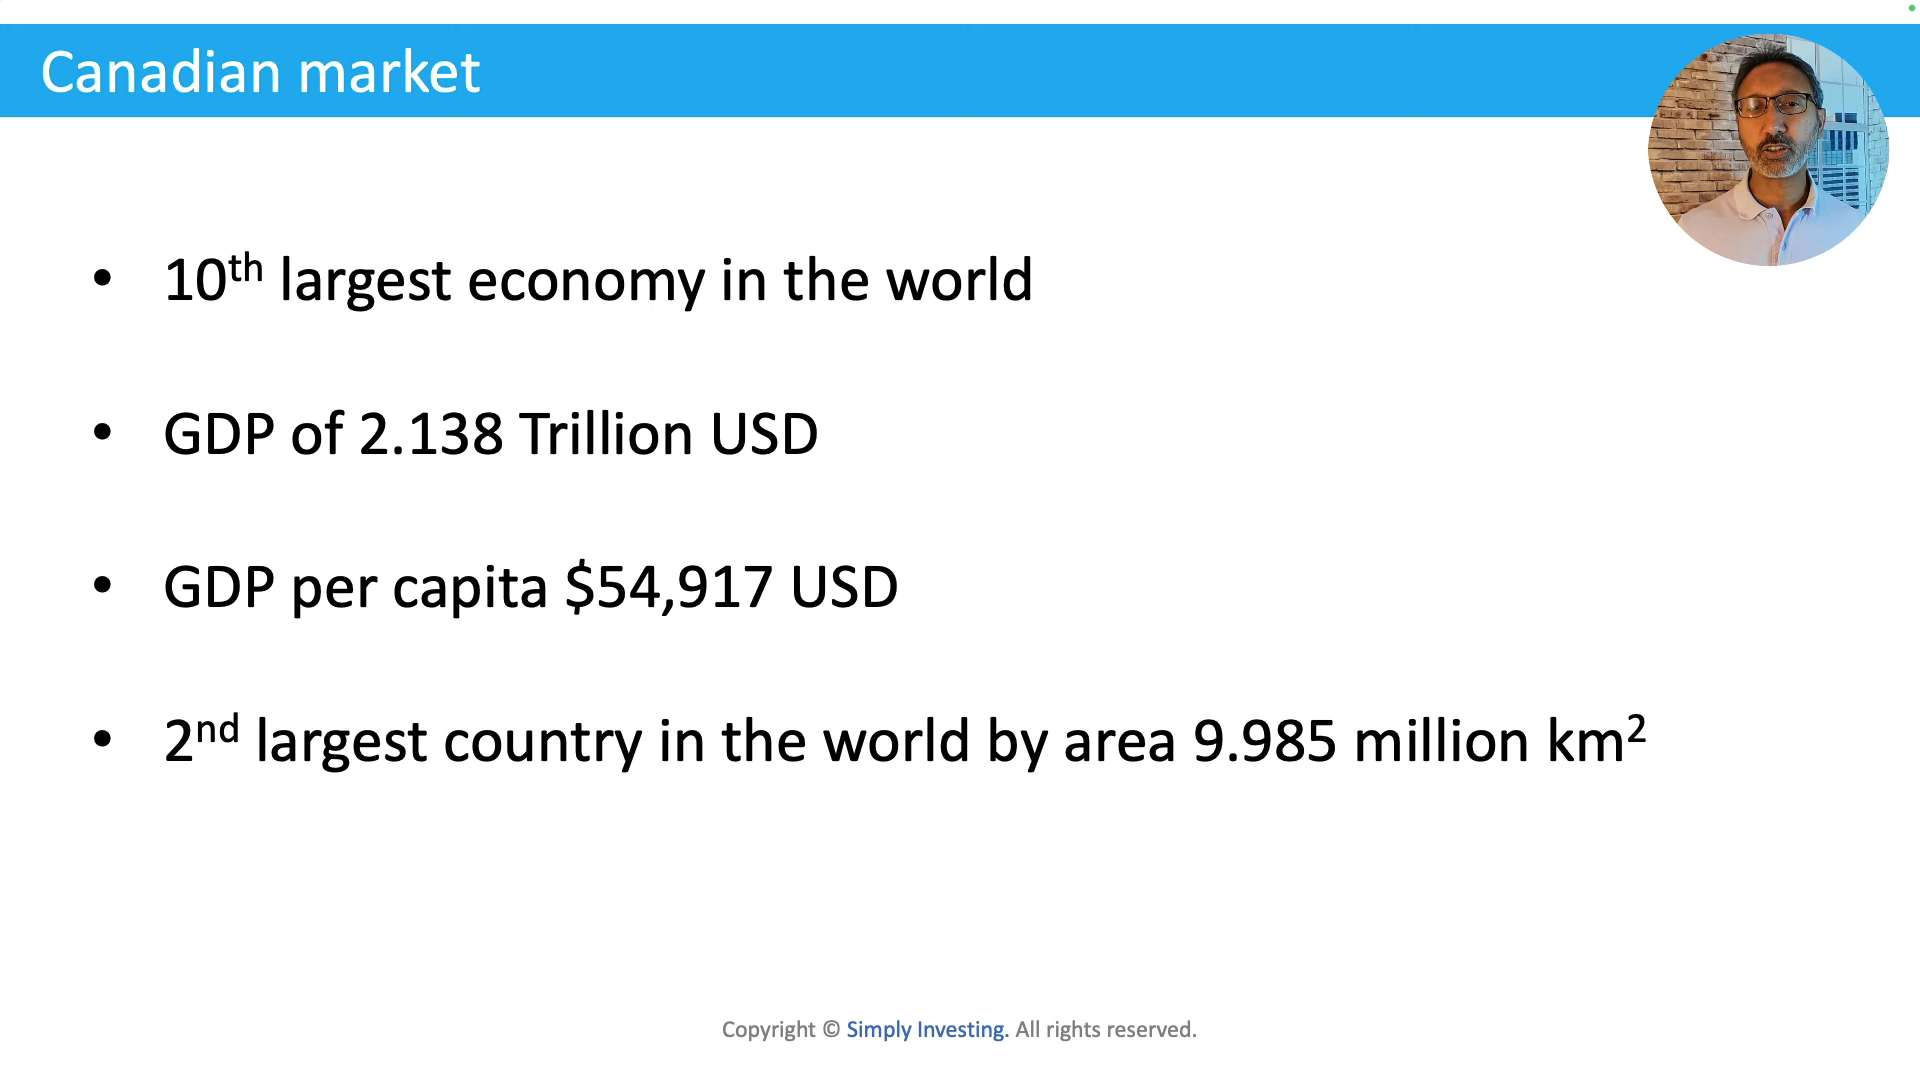 Canadian market
• 10th largest economy in the world
• GDP of 2.138 Trillion USD
• GDP per capita $54,917 USD
• 2nd largest country in the world by area 9.985 million km²
Copyright © Simply Investing. All rights reserved.